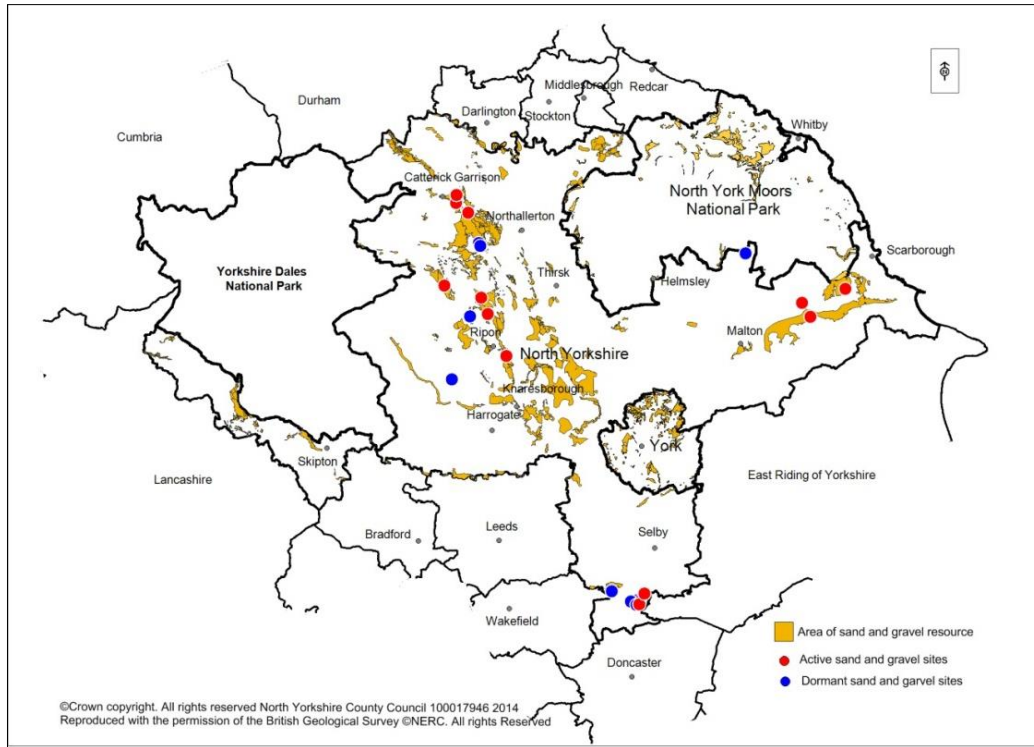 Middlesborough
Redcar
Durham
Darlington
Stockton
Cumbria
Whitby
Catterick Garrison
North York Moors
National Park
Northallerton
Scarborough
Yorkshire Dales
National Park
Thirsk
Helmsley
Malton
Ripon
North Yorkshire
Kharesborough
Harrogate
York
Skipton
Lancashire
East Riding of Yorkshire
Bradford
Leeds
Selby
Wakefield
Doncaster
Area of sand and gravel resource
Active sand and gravel sites
Dormant sand and garvel sites
©Crown copyright. All rights reserved North Yorkshire County Council 100017946 2014
Reproduced with the permission of the British Geological Survey ©NERC. All rights Reserved